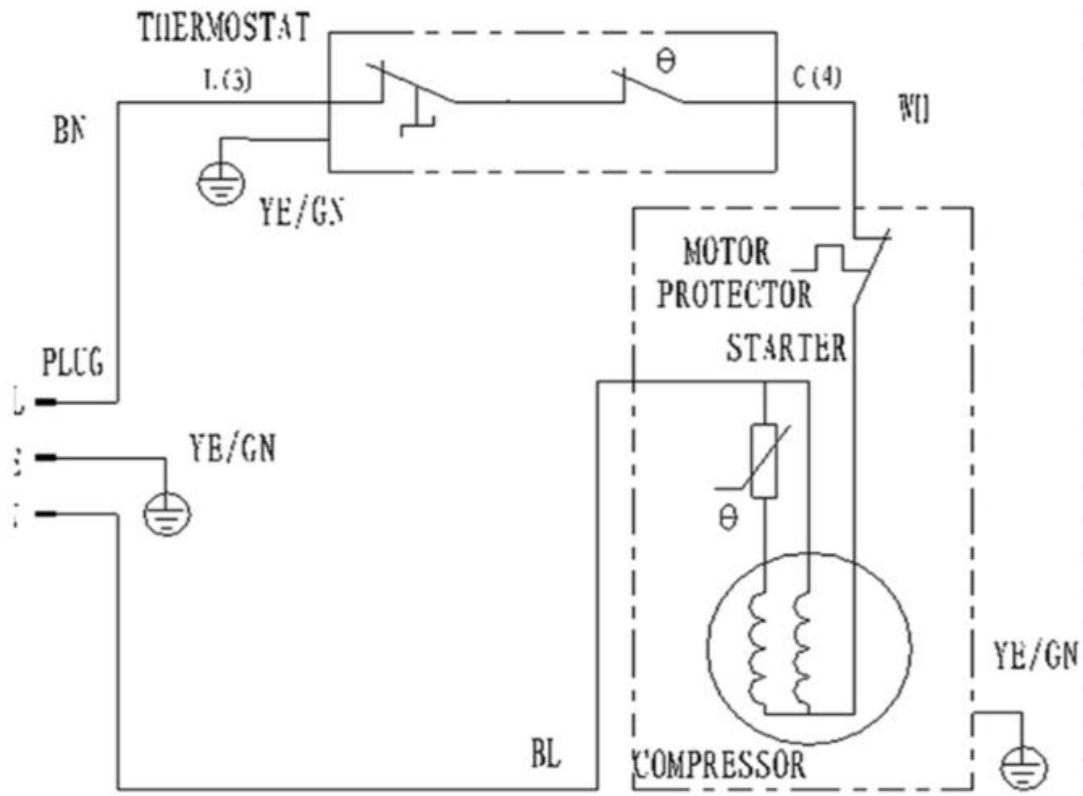 THERMOSTAT
L(3)
θ
C(4)
BN
YE/GN
MOTOR
PROTECTOR
STARTER
PLUG
L
YE/GN
θ
YE/GN
BL
COMPRESSOR